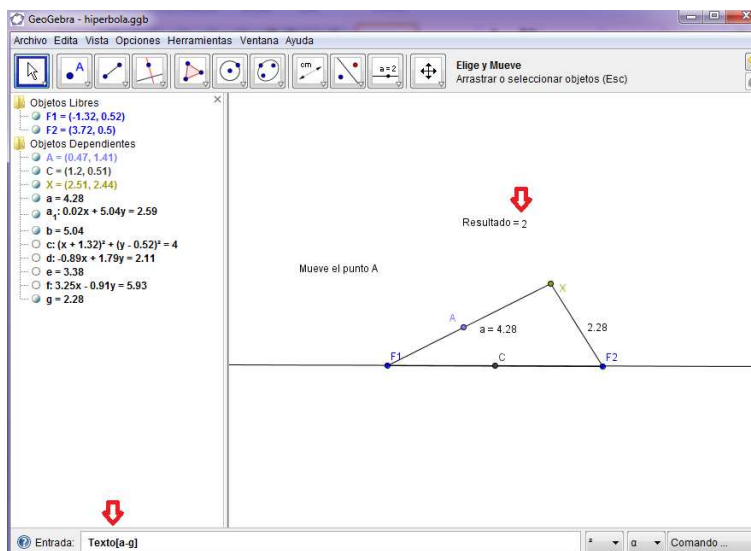 GeoGebra - hiperbola.ggb
Archivo Edita Vista Opciones Herramientas Ventana Ayuda
A
cm
a=2
Elige y Mueve
Arrastrar o seleccionar objetos (Esc)
Objetos Libres
F1 = (-1.32, 0.52)
F2 = (3.72, 0.5)
Objetos Dependientes
A = (0.47, 1.41)
C = (1.2, 0.51)
X = (2.51, 2.44)
a = 4.28
a₁: 0.02x + 5.04y = 2.59
b = 5.04
c: (x + 1.32)² + (y - 0.52)² = 4
d: -0.89x + 1.79y = 2.11
e = 3.38
f: 3.25x - 0.91y = 5.93
g = 2.28
Resultado = 2
Mueve el punto A
X
A
a = 4.28
2.28
F1
C
F2
Entrada: Texto[a-g]
²
α
Comando ...